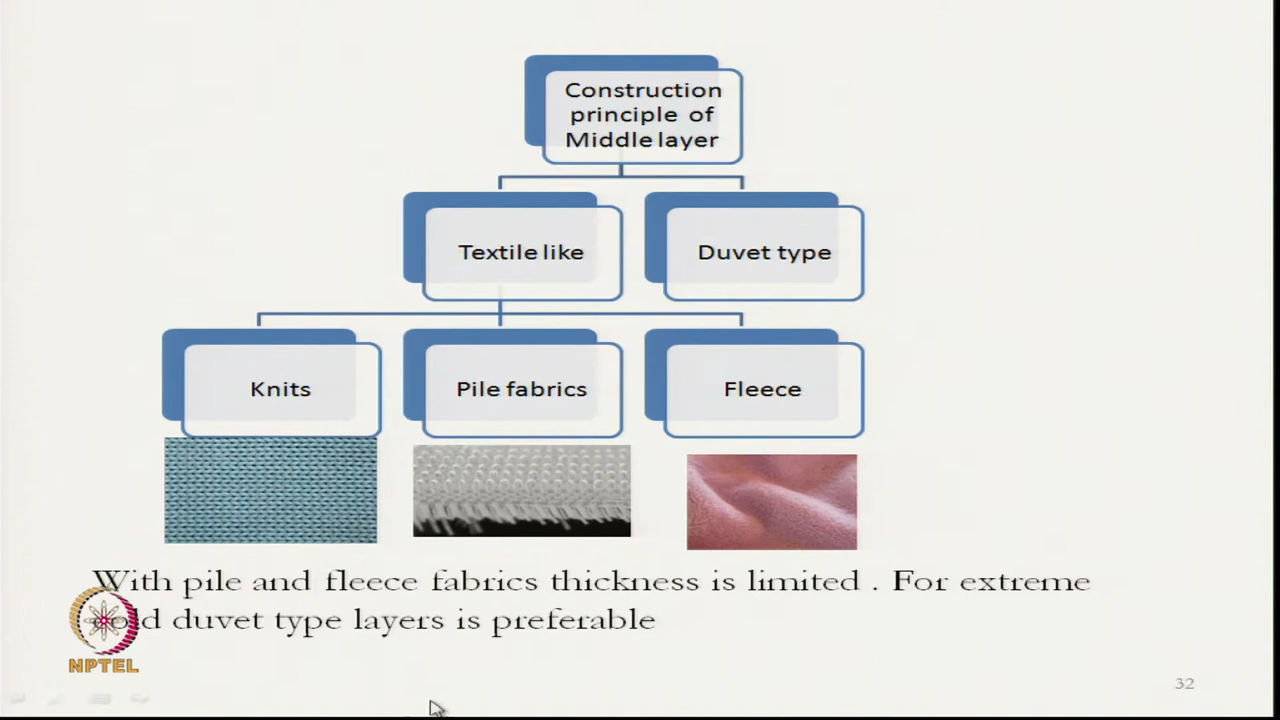 Construction
principle of
Middle layer
Textile like
Duvet type
Knits
Pile fabrics
Fleece
With pile and fleece fabrics thickness is limited . For extreme
duvet type layers is preferable
NPTEL
32